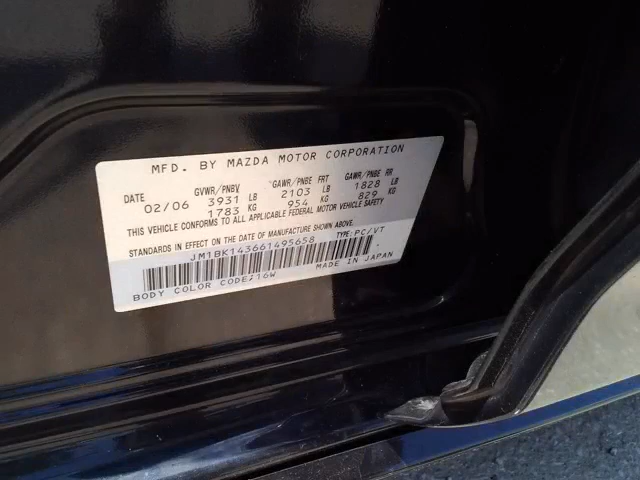 MFD. BY MAZDA MOTOR CORPORATION
DATE GVWR/PNBV GAWR/PNBE FRT GAWR/PNBE RR
02/06 3931 LB 2103 LB 1828 LB
1783 KG 954 KG 829 KG
THIS VEHICLE CONFORMS TO ALL APPLICABLE FEDERAL MOTOR VEHICLE SAFETY
STANDARDS IN EFFECT ON THE DATE OF MANUFACTURE SHOWN ABOVE.
JM1BK143661495658 TYPE:PC/VT
MADE IN JAPAN
BODY COLOR CODE:16W